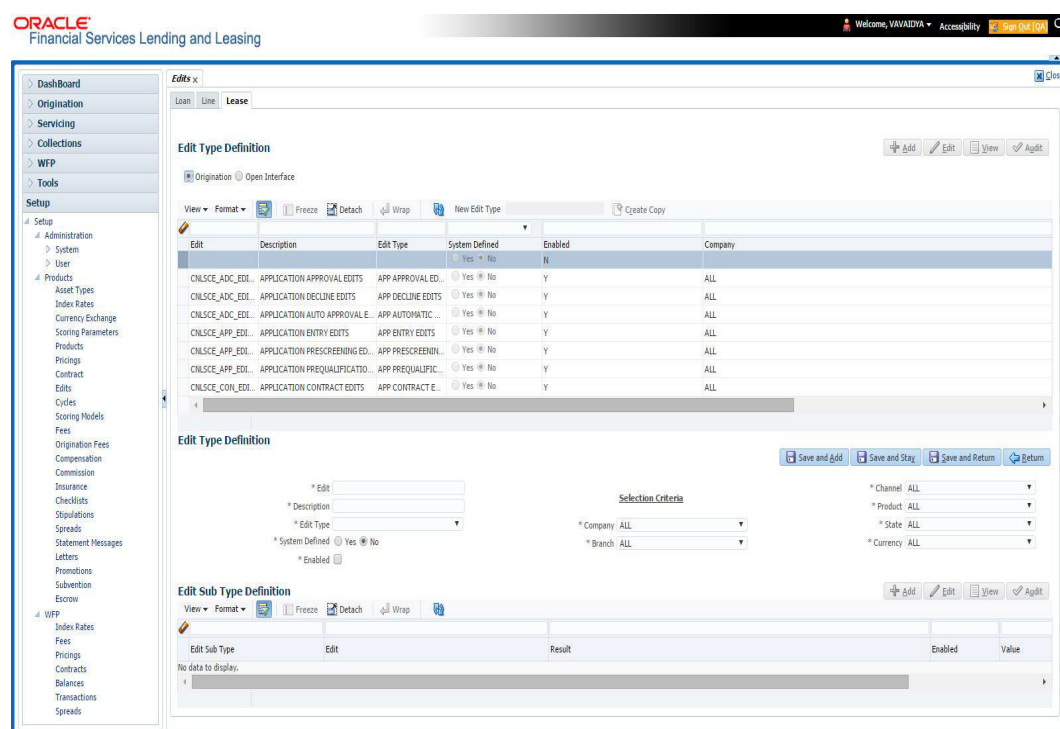 ORACLE
Financial Services Lending and Leasing
Welcome, VAVAIDYA Accessibility Sign Out [QA]
DashBoard
Origination
Servicing
Collections
WFP
Tools
Setup
Setup
Administration
System
User
Products
Asset Types
Index Rates
Currency Exchange
Scoring Parameters
Products
Pricings
Contract
Edits
Cycles
Scoring Models
Fees
Origination Fees
Compensation
Commission
Insurance
Checklists
Stipulations
Spreads
Statement Messages
Letters
Promotions
Subvention
Escrow
WFP
Index Rates
Fees
Pricings
Contracts
Balances
Transactions
Spreads
Edits x
Clos
Loan Line Lease
Edit Type Definition
Add Edit View Audit
Origination Open Interface
View Format Freeze Detach Wrap New Edit Type Create Copy
Edit Description Edit Type System Defined Enabled Company
Yes No N
CNLSCE_ADC_EDI... APPLICATION APPROVAL EDITS APP APPROVAL ED... Yes No Y ALL
CNLSCE_ADC_EDI... APPLICATION DECLINE EDITS APP DECLINE EDITS Yes No Y ALL
CNLSCE_ADC_EDI... APPLICATION AUTO APPROVAL E... APP AUTOMATIC ... Yes No Y ALL
CNLSCE_APP_EDI... APPLICATION ENTRY EDITS APP ENTRY EDITS Yes No Y ALL
CNLSCE_APP_EDI... APPLICATION PRESCREENING ED... APP PRESCREENIN... Yes No Y ALL
CNLSCE_APP_EDI... APPLICATION PREQUALIFICATIO... APP PREQUALIFIC... Yes No Y ALL
CNLSCE_CON_EDI... APPLICATION CONTRACT EDITS APP CONTRACT E... Yes No Y ALL
Edit Type Definition
Save and Add Save and Stay Save and Return Return
* Edit
* Description
* Edit Type
* System Defined Yes No
* Enabled
Selection Criteria
* Company ALL
* Branch ALL
* Channel ALL
* Product ALL
* State ALL
* Currency ALL
Edit Sub Type Definition
Add Edit View Audit
View Format Freeze Detach Wrap
Edit Sub Type Edit Result Enabled Value
No data to display.